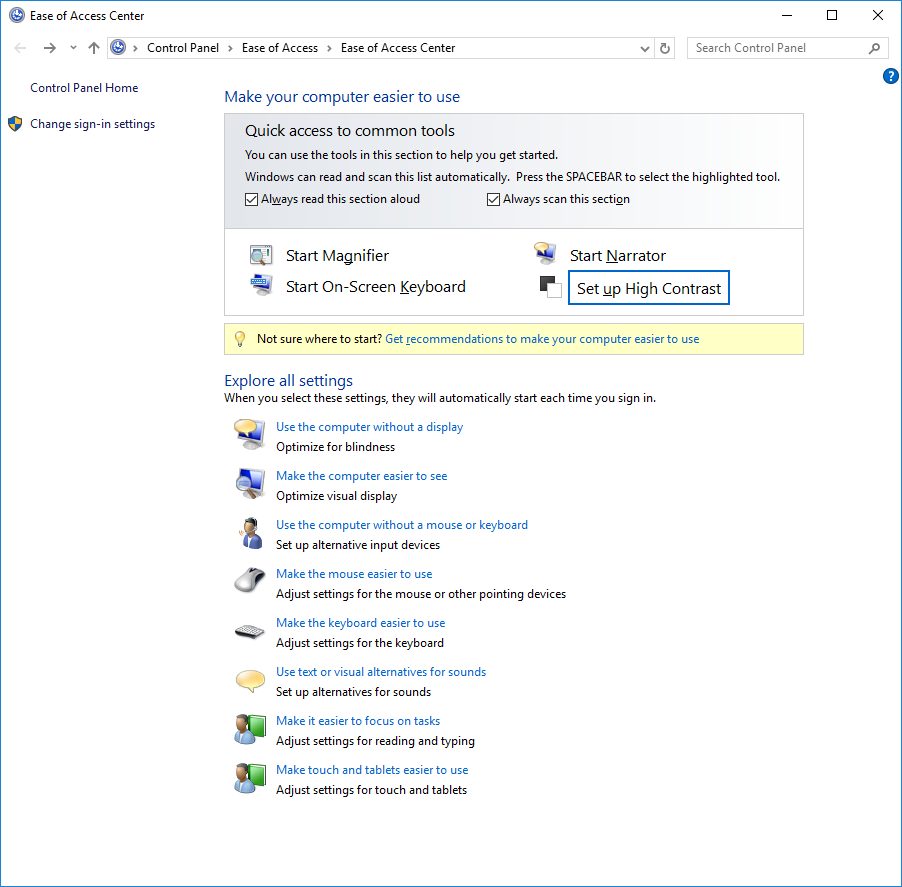 Ease of Access Center
Control Panel > Ease of Access > Ease of Access Center
Search Control Panel
?
Control Panel Home
Change sign-in settings
Make your computer easier to use
Quick access to common tools
You can use the tools in this section to help you get started.
Windows can read and scan this list automatically. Press the SPACEBAR to select the highlighted tool.
Always read this section aloud
Always scan this section
Start Magnifier
Start Narrator
Start On-Screen Keyboard
Set up High Contrast
Not sure where to start? Get recommendations to make your computer easier to use
Explore all settings
When you select these settings, they will automatically start each time you sign in.
Use the computer without a display
Optimize for blindness
Make the computer easier to see
Optimize visual display
Use the computer without a mouse or keyboard
Set up alternative input devices
Make the mouse easier to use
Adjust settings for the mouse or other pointing devices
Make the keyboard easier to use
Adjust settings for the keyboard
Use text or visual alternatives for sounds
Set up alternatives for sounds
Make it easier to focus on tasks
Adjust settings for reading and typing
Make touch and tablets easier to use
Adjust settings for touch and tablets